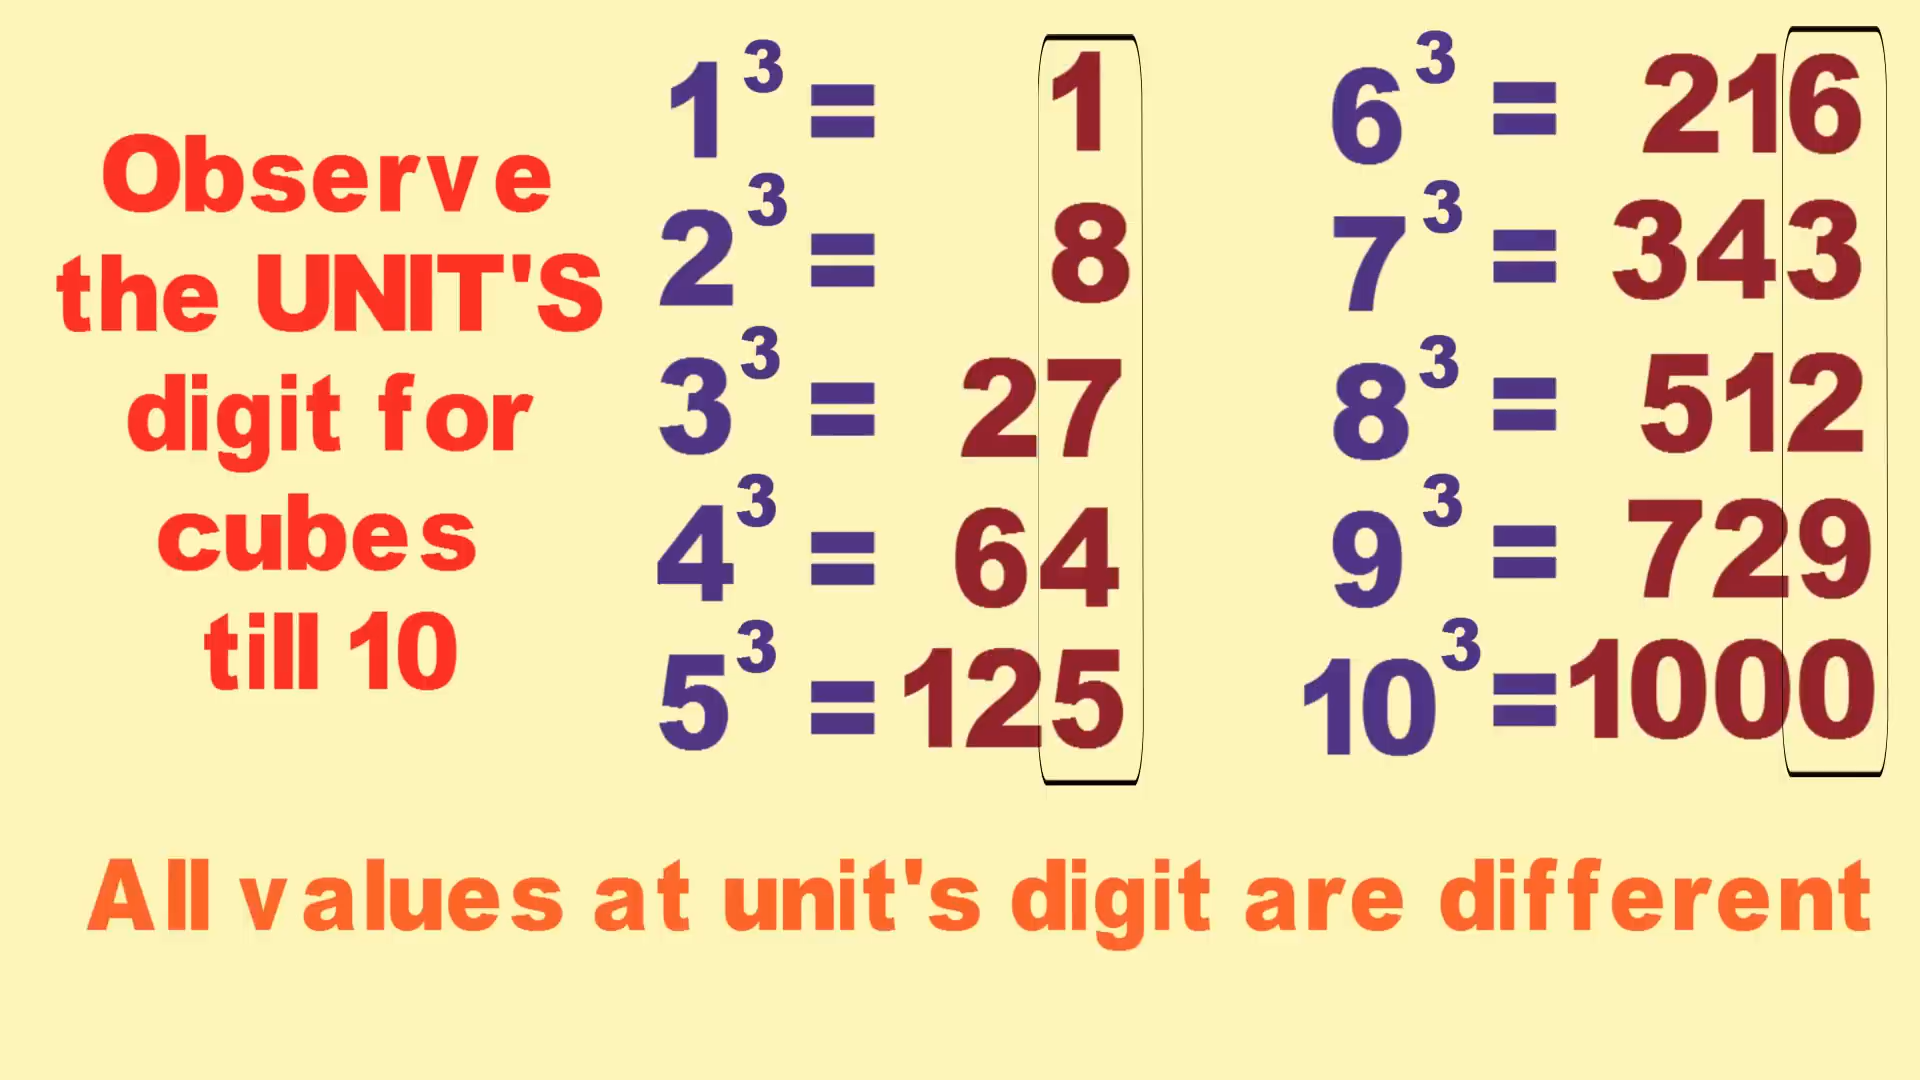 Observe
the UNIT'S
digit for
cubes
till 10
1³ = 1
2³ = 8
3³ = 27
4³ = 64
5³ = 125
6³ = 216
7³ = 343
8³ = 512
9³ = 729
10³ = 1000
All values at unit's digit are different